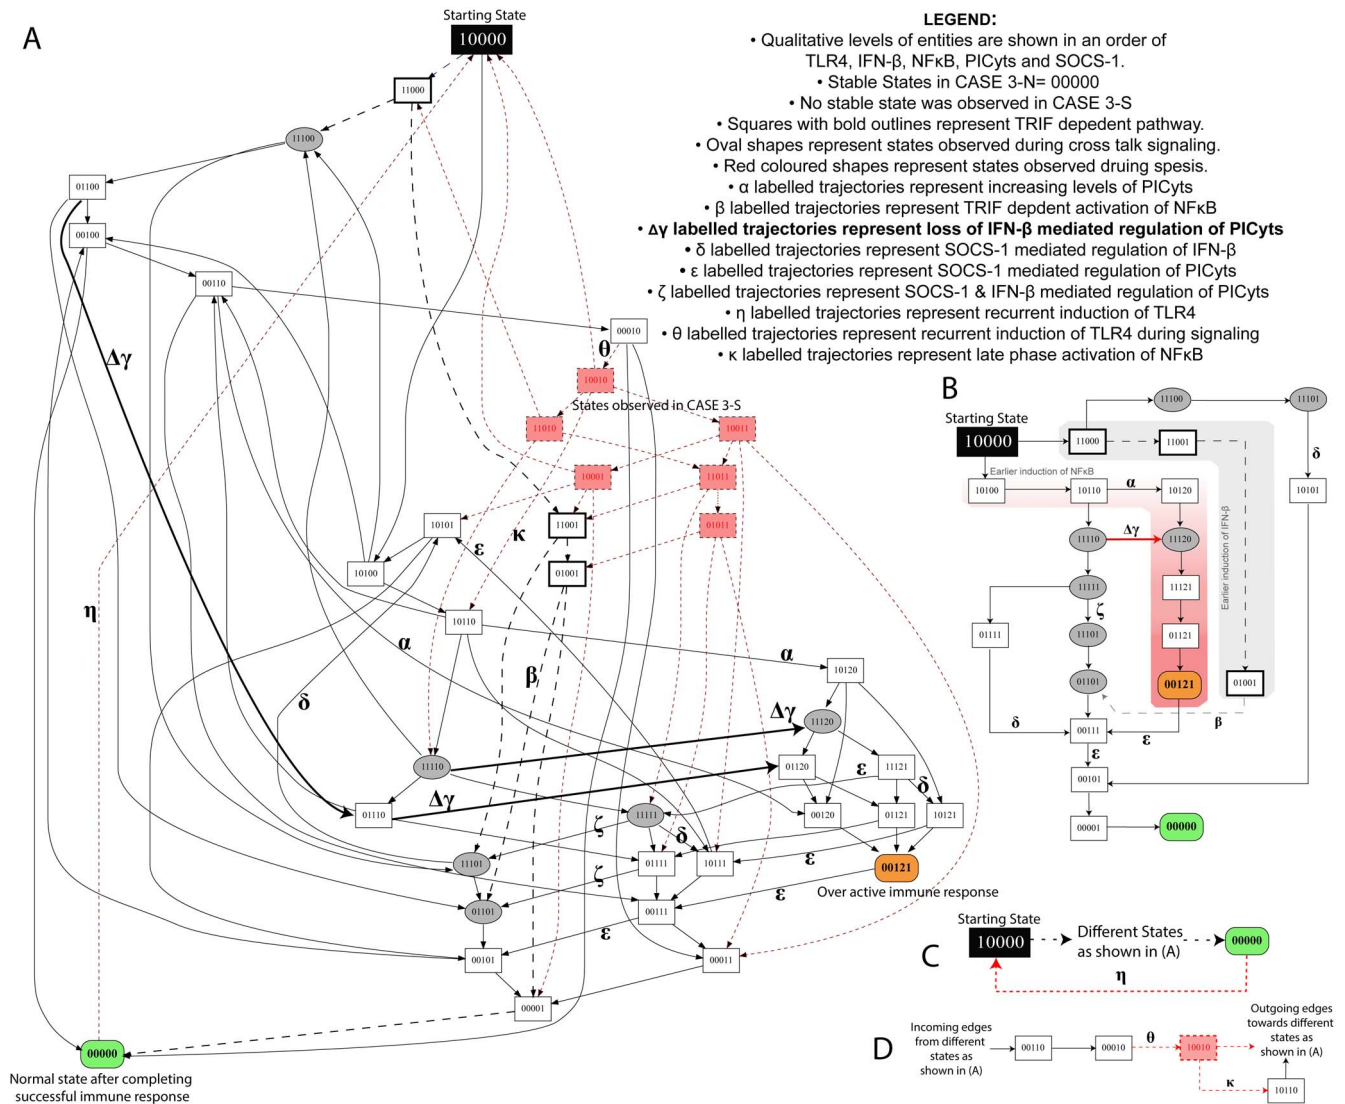 A
Starting State
10000
11000
11100
01100
00100
00110
00010
Δγ
θ
10010
States observed in CASE 3-S
11010
10011
10001
11011
10101
11001
01011
κ
ε
10100
01001
η
10110
α
α
β
10120
δ
Δγ
11120
11110
01120
11121
ε
δ
Δγ
01110
11111
00120
01121
10121
ζ
δ
11101
01111
10111
ε
00121
ζ
Over active immune response
ε
01101
00111
ε
00101
00011
00001
00000
Normal state after completing
successful immune response
LEGEND:
• Qualitative levels of entities are shown in an order of
TLR4, IFN-β, NFκB, PICyts and SOCS-1.
• Stable States in CASE 3-N= 00000
• No stable state was observed in CASE 3-S
• Squares with bold outlines represent TRIF depedent pathway.
• Oval shapes represent states observed during cross talk signaling.
• Red coloured shapes represent states observed druing spesis.
• α labelled trajectories represent increasing levels of PICyts
• β labelled trajectories represent TRIF depdent activation of NFκB
• Δγ labelled trajectories represent loss of IFN-β mediated regulation of PICyts
• δ labelled trajectories represent SOCS-1 mediated regulation of IFN-β
• ε labelled trajectories represent SOCS-1 mediated regulation of PICyts
• ζ labelled trajectories represent SOCS-1 & IFN-β mediated regulation of PICyts
• η labelled trajectories represent recurrent induction of TLR4
• θ labelled trajectories represent recurrent induction of TLR4 during signaling
• κ labelled trajectories represent late phase activation of NFκB
B
11100
11101
Starting State
10000
11000
11001
δ
Earlier induction of NFκB
10100
10110
α
10120
10101
11110
Δγ
11120
Earlier induction of IFN-β
11111
11121
ζ
01111
11101
01121
01101
00121
01001
β
δ
00111
ε
ε
00101
00001
00000
C
Starting State
10000
Different States
as shown in (A)
00000
η
D
Incoming edges
from different
states as
shown in (A)
00110
00010
θ
10010
Outgoing edges
towards different
states as
shown in (A)
κ
10110